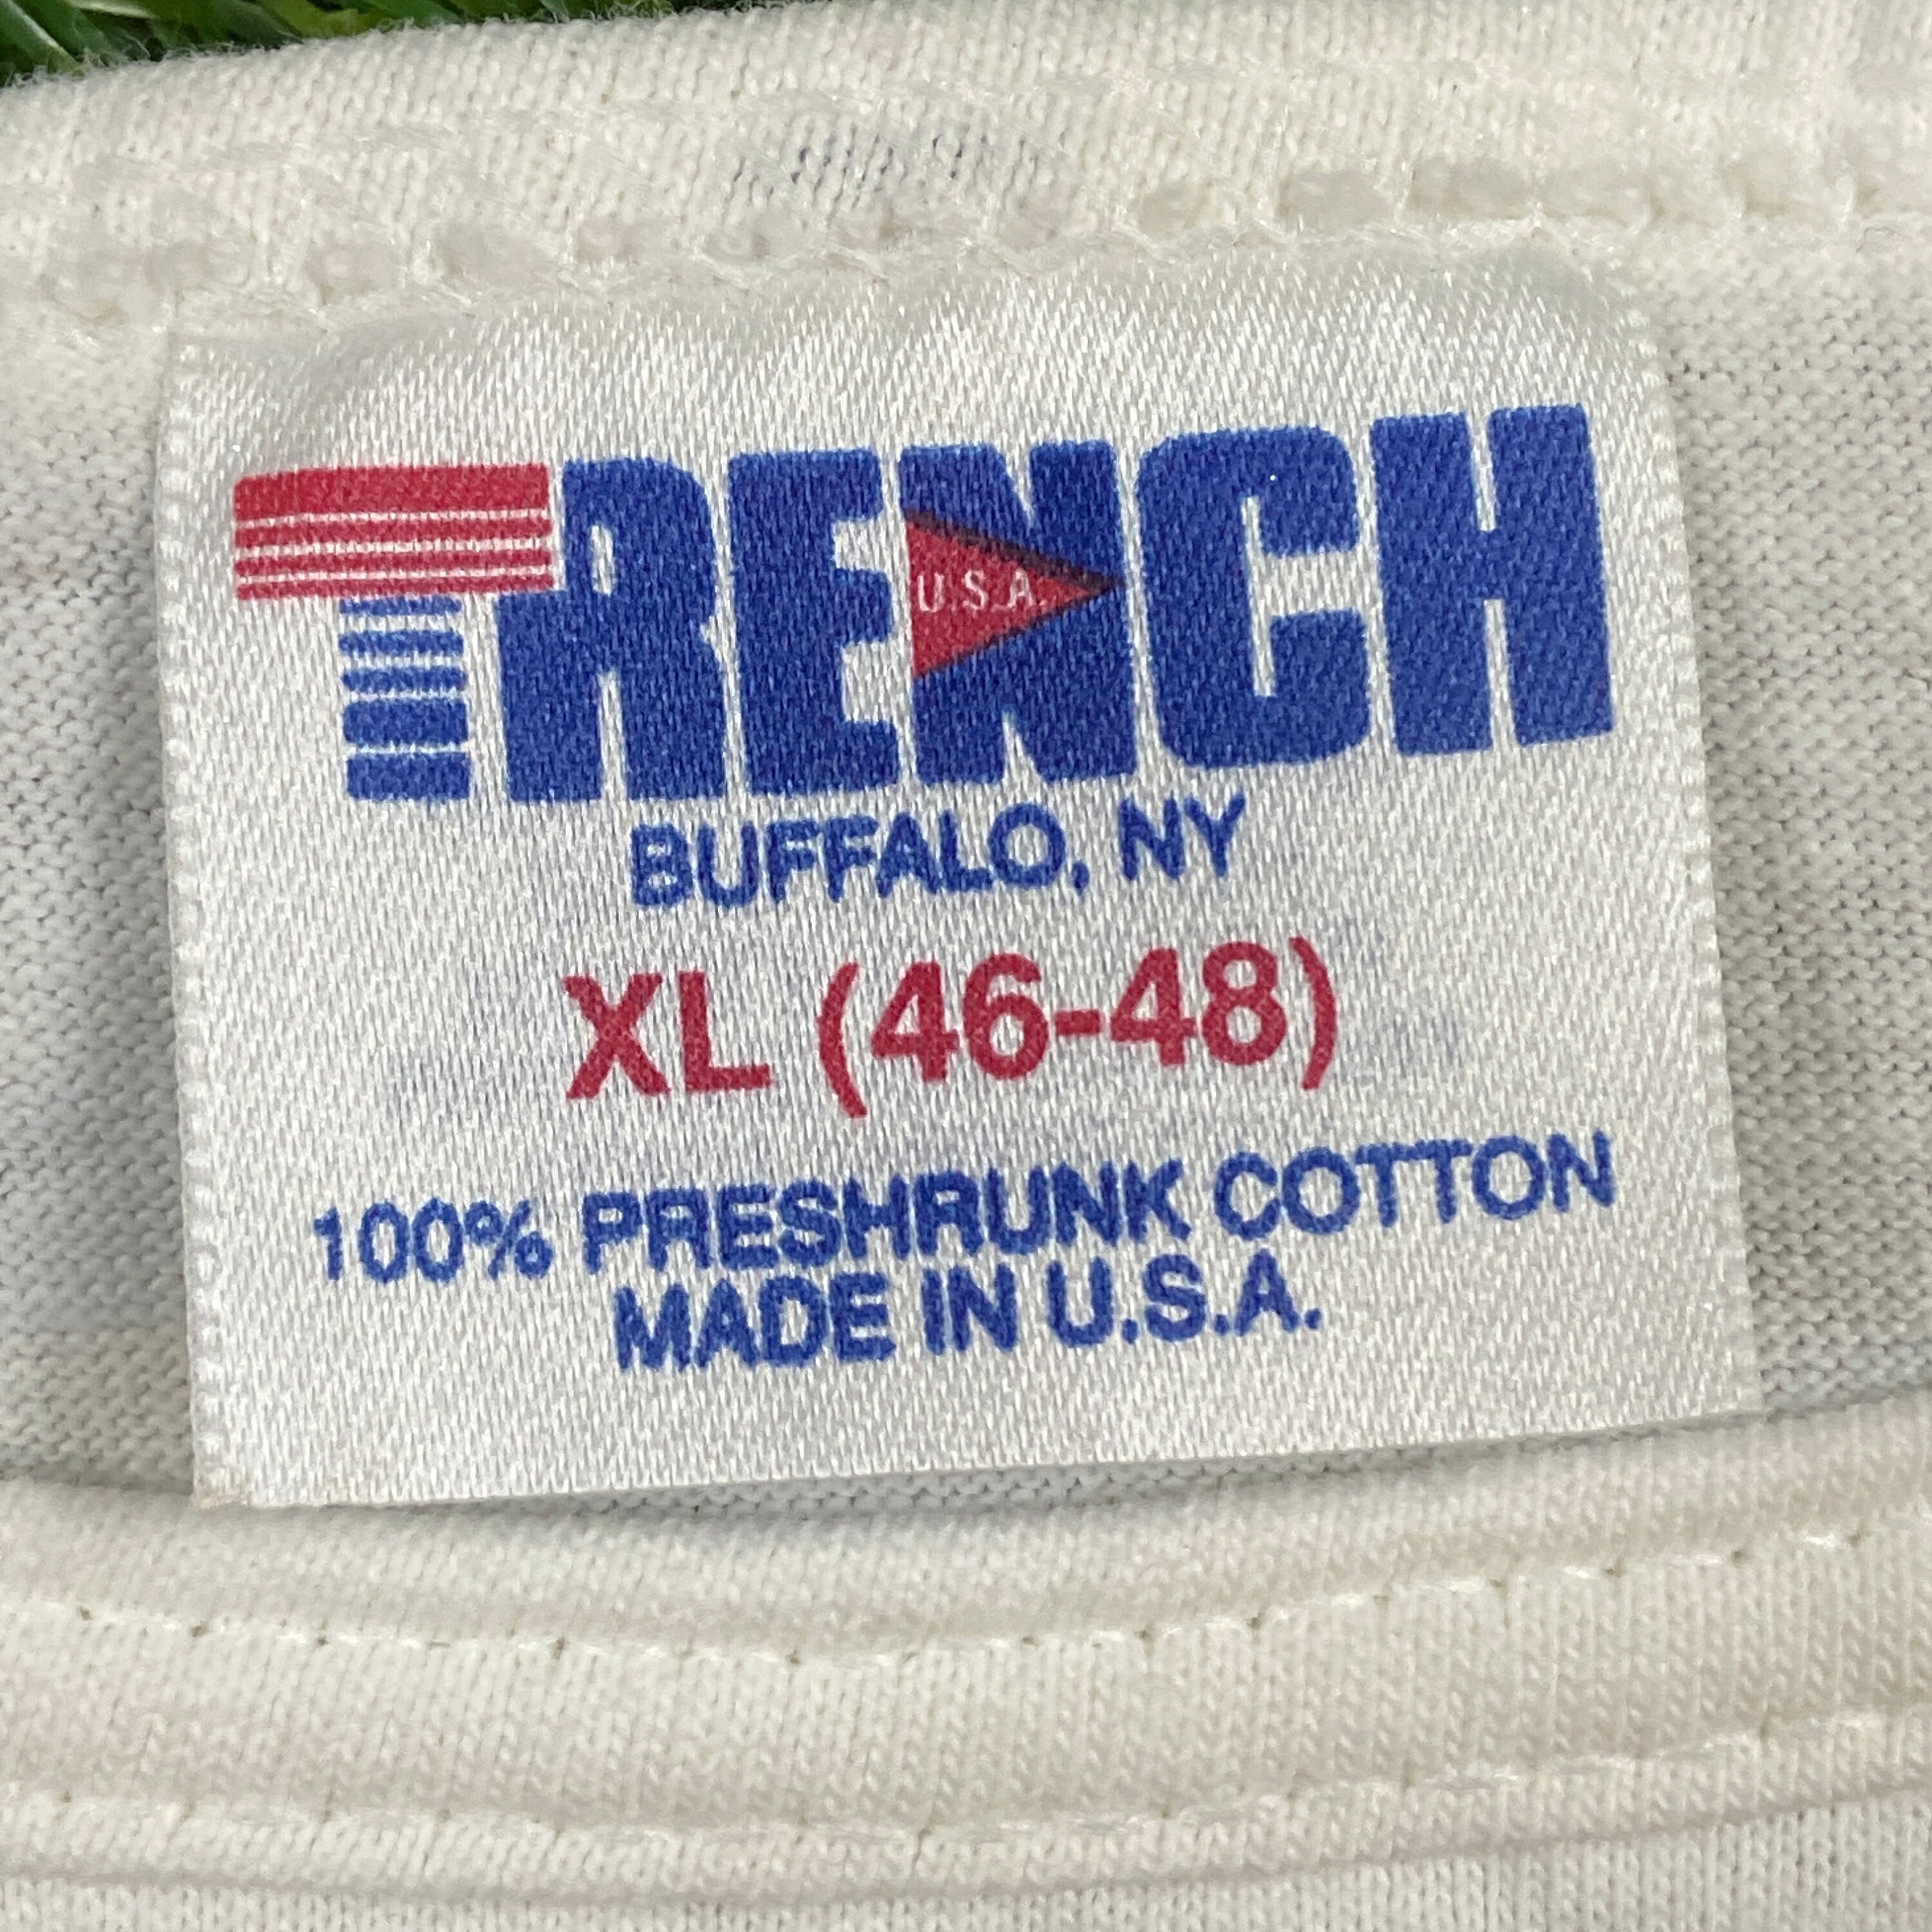 TRENCH
U.S.A.
BUFFALO, NY
XL (46-48)
100% PRESHRUNK COTTON
MADE IN U.S.A.